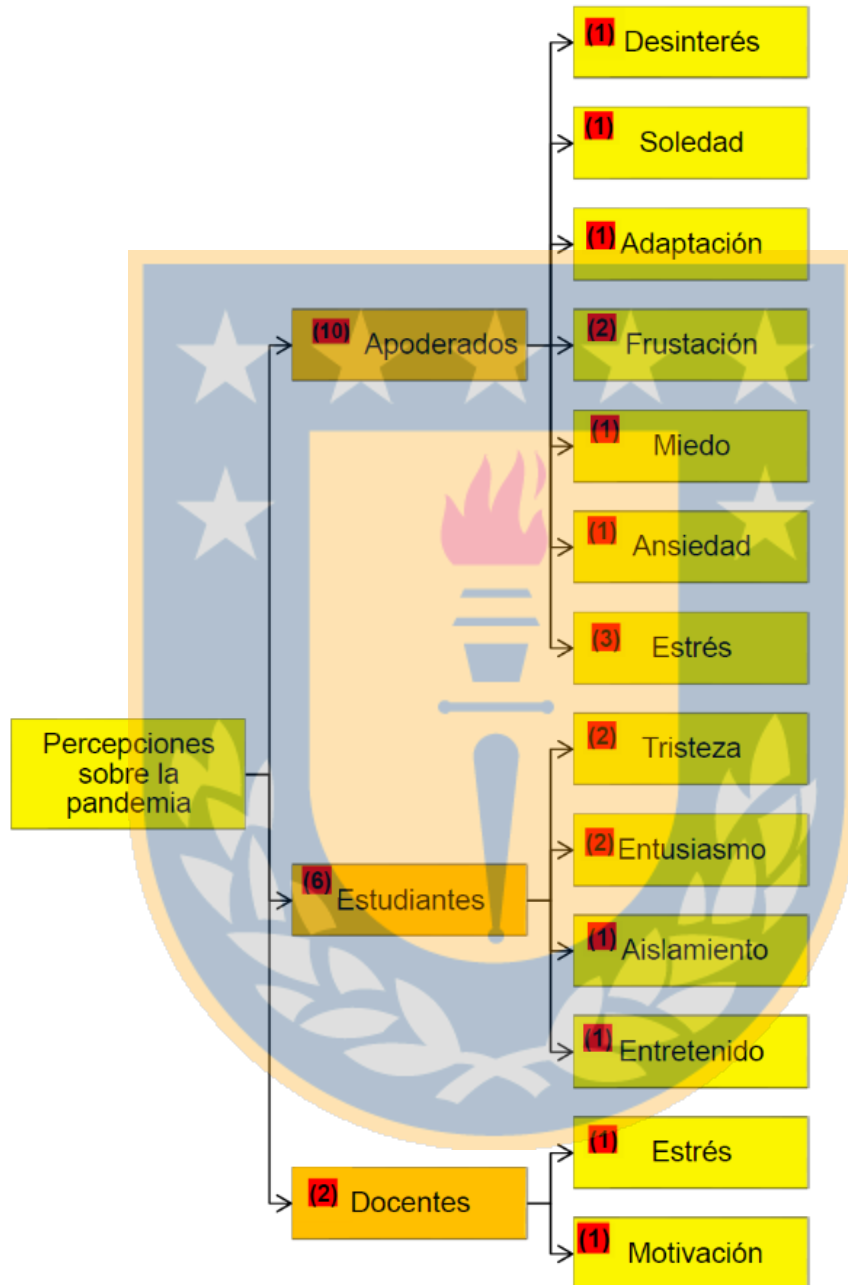 (1) Desinterés
(1) Soledad
(1) Adaptación
(10) Apoderados
(2) Frustación
(1) Miedo
(1) Ansiedad
(3) Estrés
Percepciones
sobre la
pandemia
(2) Tristeza
(2) Entusiasmo
(6) Estudiantes
(1) Aislamiento
(1) Entretenido
(1) Estrés
(2) Docentes
(1) Motivación